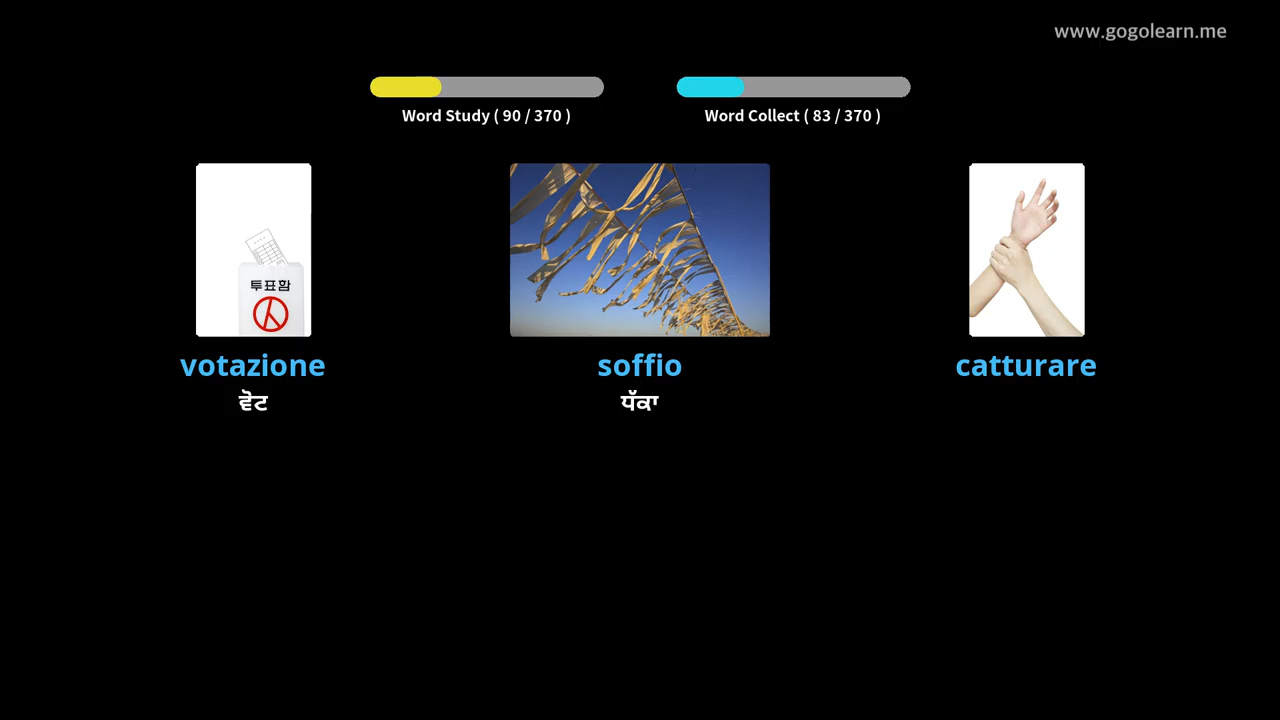 www.gogolearn.me
Word Study ( 90 / 370 )
Word Collect ( 83 / 370 )
투표함
votazione
soffio
catturare
ਵੋਟ
ਧੱਕਾ